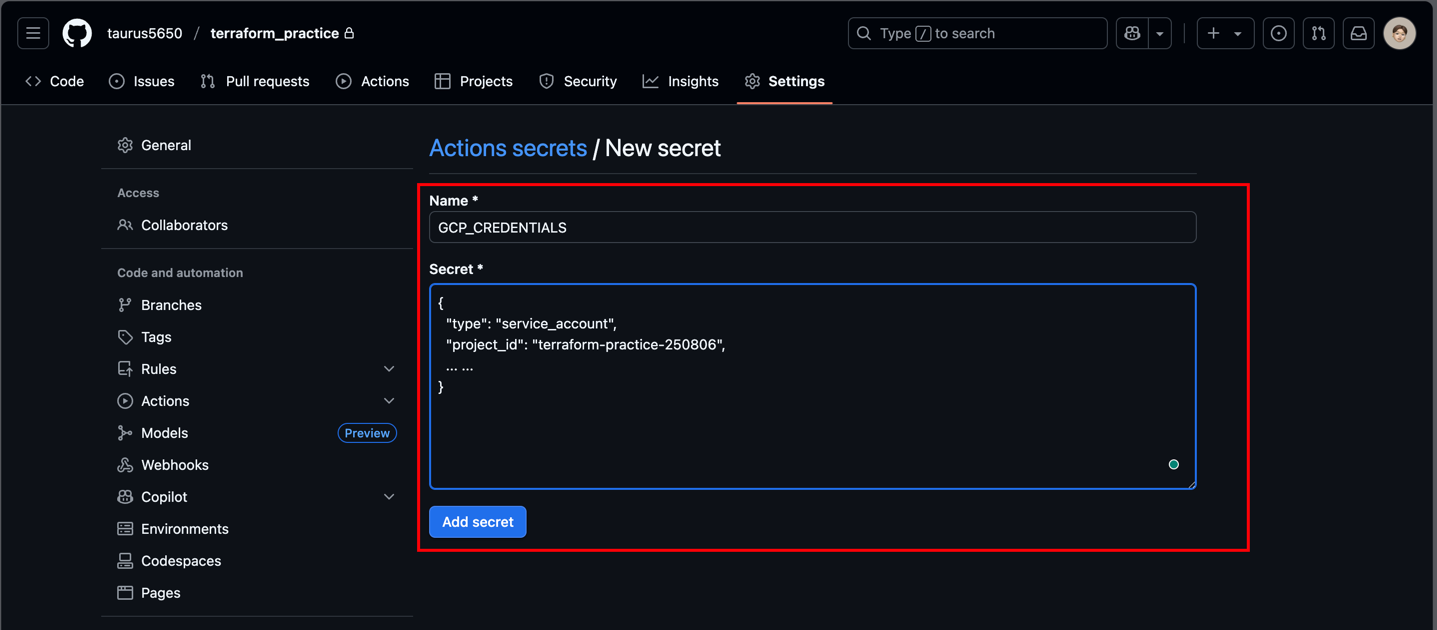 taurus5650 / terraform_practice
Type / to search
Code
Issues
Pull requests
Actions
Projects
Security
Insights
Settings
General
Access
Collaborators
Code and automation
Branches
Tags
Rules
Actions
Models
Preview
Webhooks
Copilot
Environments
Codespaces
Pages
Actions secrets / New secret
Name *
GCP_CREDENTIALS
Secret *
{
"type": "service_account",
"project_id": "terraform-practice-250806",
... ...
}
Add secret